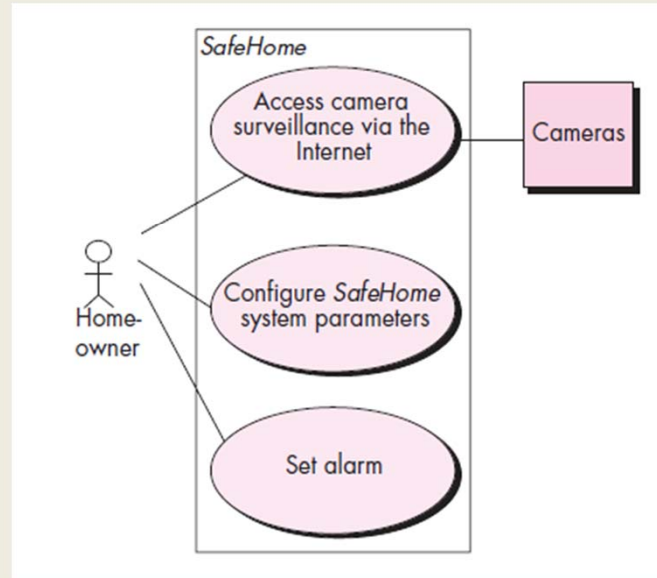 SafeHome
Access camera
surveillance via the
Internet
Cameras
Configure SafeHome
system parameters
Home-
owner
Set alarm